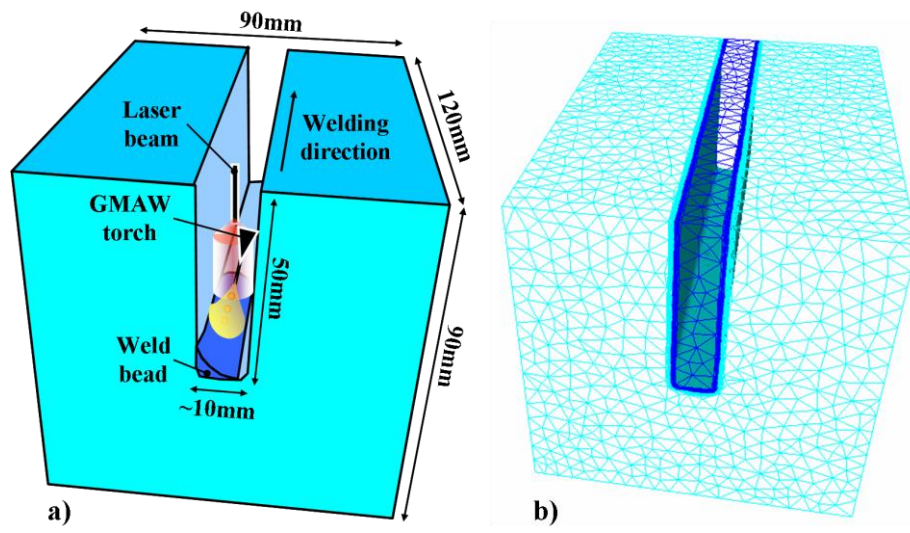 90mm
Laser
beam
Welding
direction
120mm
GMAW
torch
50mm
90mm
Weld
bead
~10mm
a)
b)